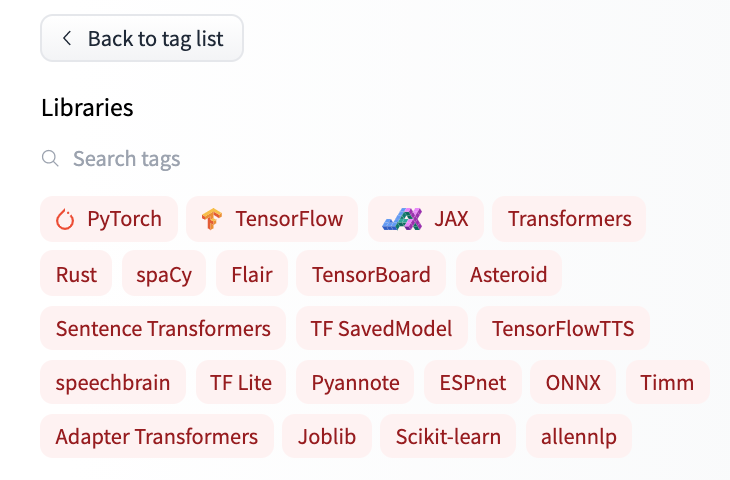 Back to tag list
Libraries
Search tags
PyTorch TensorFlow JAX Transformers
Rust spaCy Flair TensorBoard Asteroid
Sentence Transformers TF SavedModel TensorFlowTTS
speechbrain TF Lite Pyannote ESPnet ONNX Timm
Adapter Transformers Joblib Scikit-learn allennlp